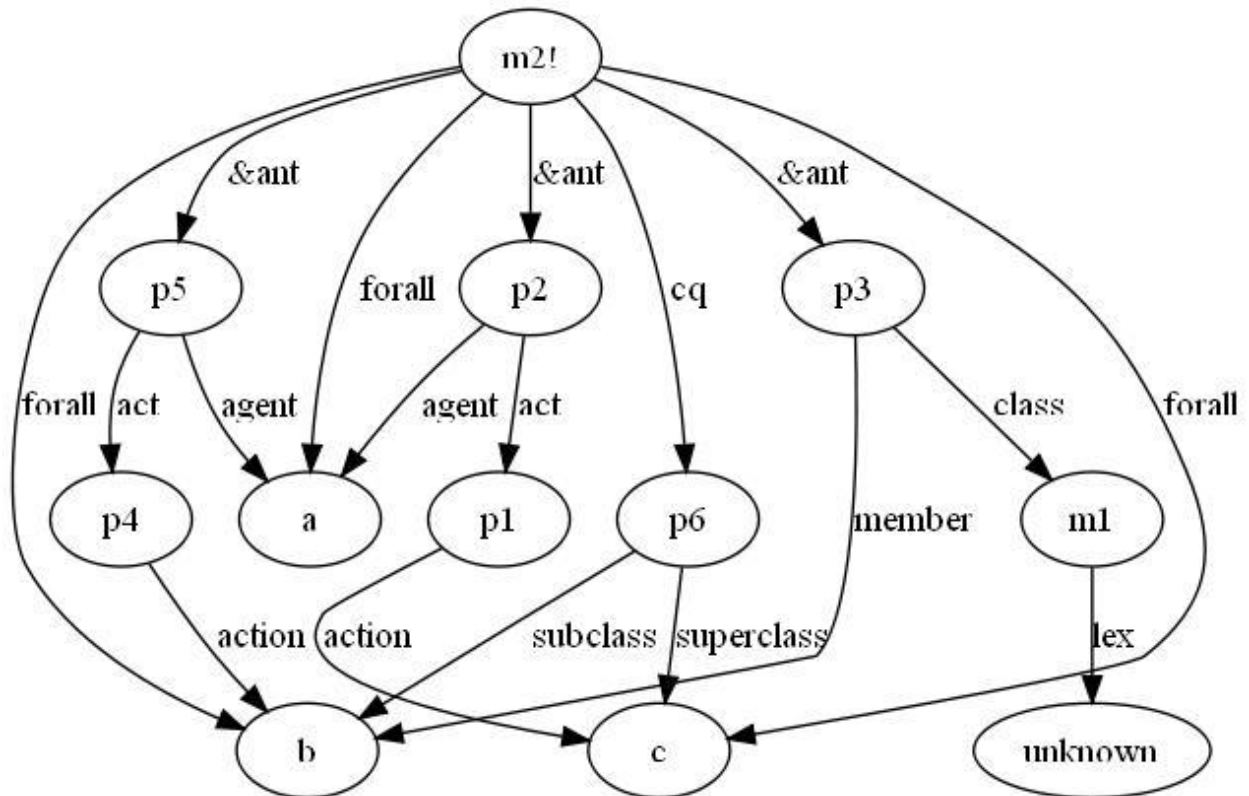 m2!
&ant &ant &ant
p5 forall p2 cq p3
forall act agent agent act class forall
p4 a p1 p6 member m1
action action subclass superclass lex
b c unknown